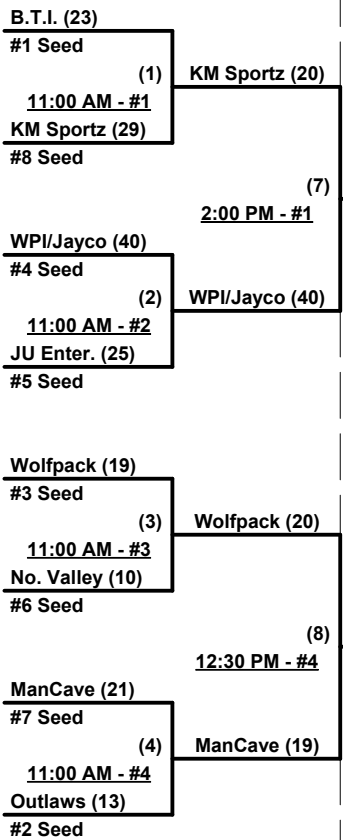 B.T.I. (23)
#1 Seed
(1)
KM Sportz (20)
11:00 AM - #1
KM Sportz (29)
#8 Seed
(7)
2:00 PM - #1
WPI/Jayco (40)
#4 Seed
(2)
WPI/Jayco (40)
11:00 AM - #2
JU Enter. (25)
#5 Seed
Wolfpack (19)
#3 Seed
(3)
Wolfpack (20)
11:00 AM - #3
No. Valley (10)
#6 Seed
(8)
12:30 PM - #4
ManCave (21)
#7 Seed
(4)
ManCave (19)
11:00 AM - #4
Outlaws (13)
#2 Seed